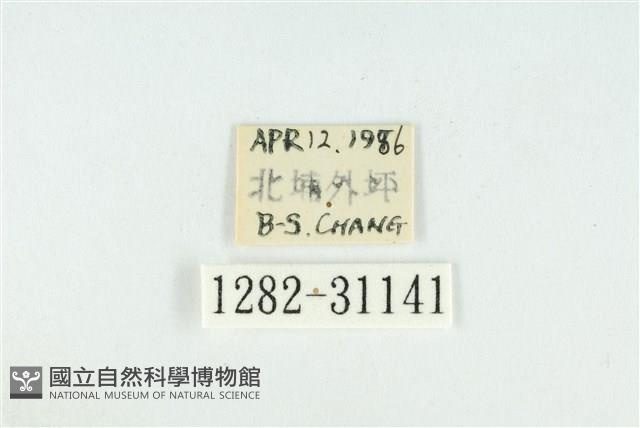 APR 12. 1986
北埔外坪
B-S. CHANG
1282-31141
國立自然科學博物館
NATIONAL MUSEUM OF NATURAL SCIENCE